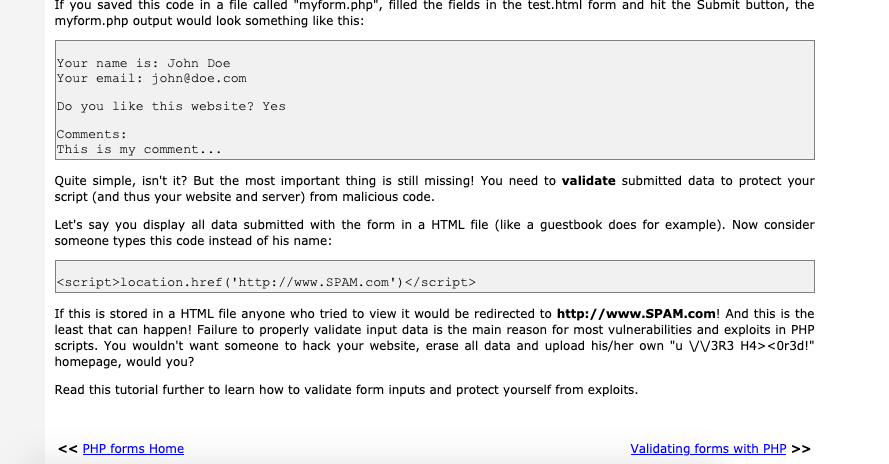 If you saved this code in a file called "myform.php", filled the fields in the test.html form and hit the Submit button, the
myform.php output would look something like this:
Your name is: John Doe
Your email: john@doe.com
Do you like this website? Yes
Comments:
This is my comment...
Quite simple, isn't it? But the most important thing is still missing! You need to validate submitted data to protect your
script (and thus your website and server) from malicious code.
Let's say you display all data submitted with the form in a HTML file (like a guestbook does for example). Now consider
someone types this code instead of his name:
<script>location.href('http://www.SPAM.com')</script>
If this is stored in a HTML file anyone who tried to view it would be redirected to http://www.SPAM.com! And this is the
least that can happen! Failure to properly validate input data is the main reason for most vulnerabilities and exploits in PHP
scripts. You wouldn't want someone to hack your website, erase all data and upload his/her own "u \/\/3R3 H4><0r3d!"
homepage, would you?
Read this tutorial further to learn how to validate form inputs and protect yourself from exploits.
<< PHP forms Home
Validating forms with PHP >>